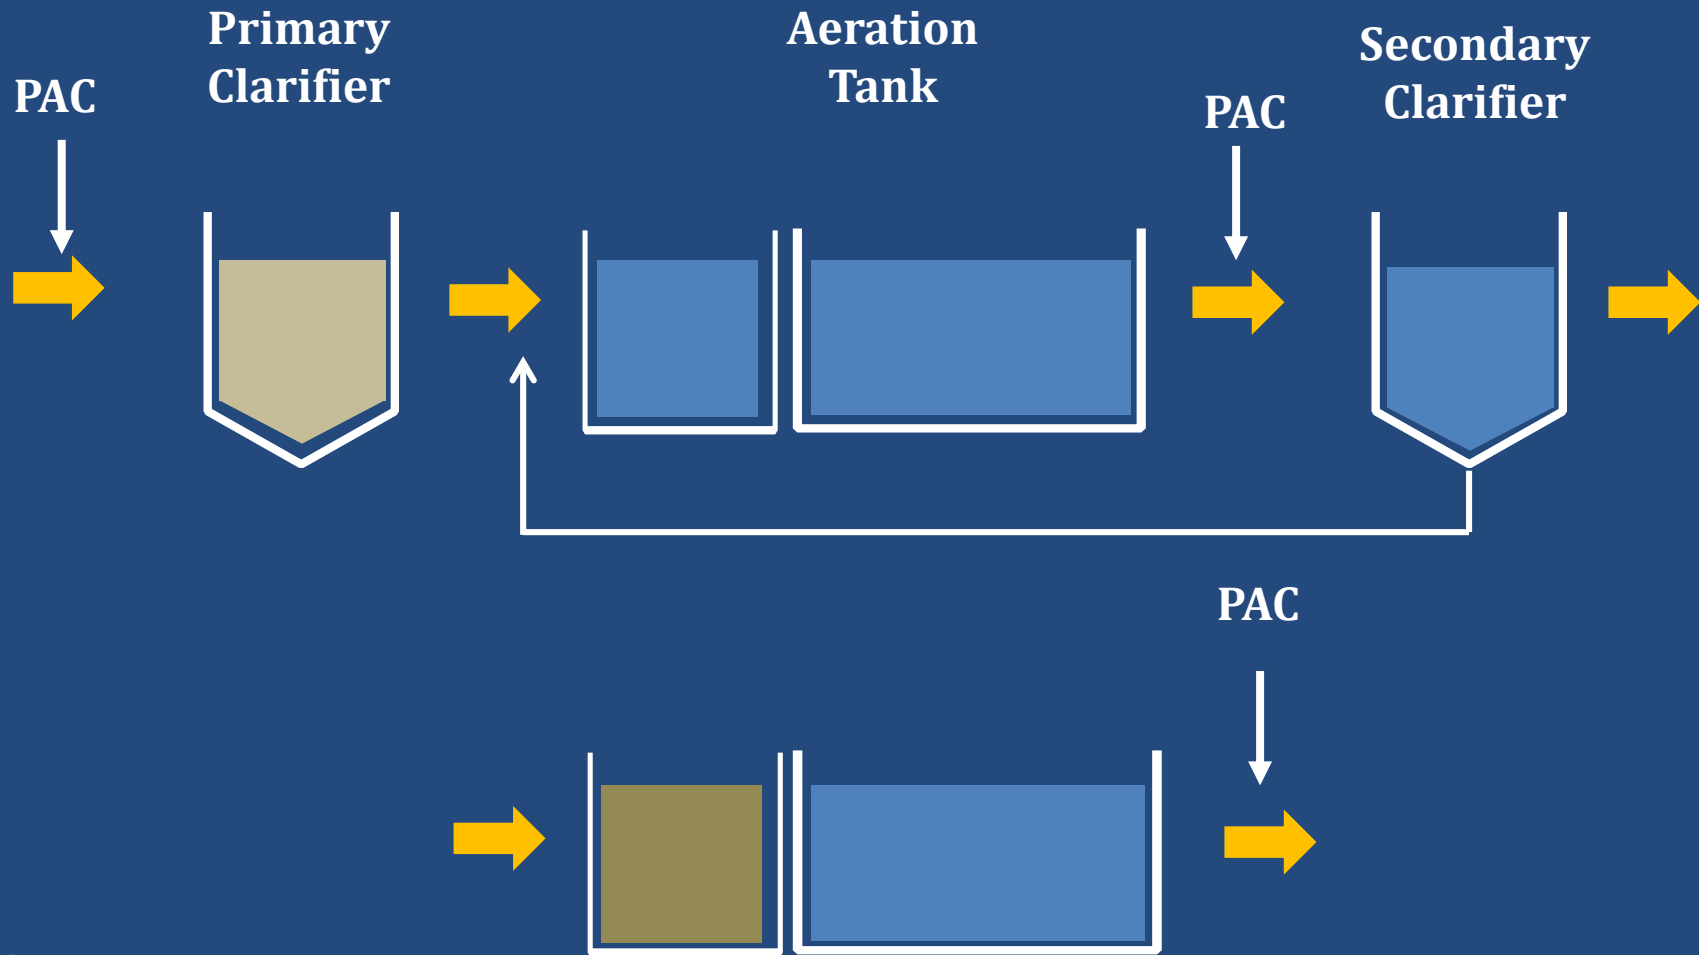 Primary
Clarifier
Aeration
Tank
Secondary
Clarifier
PAC
PAC
PAC